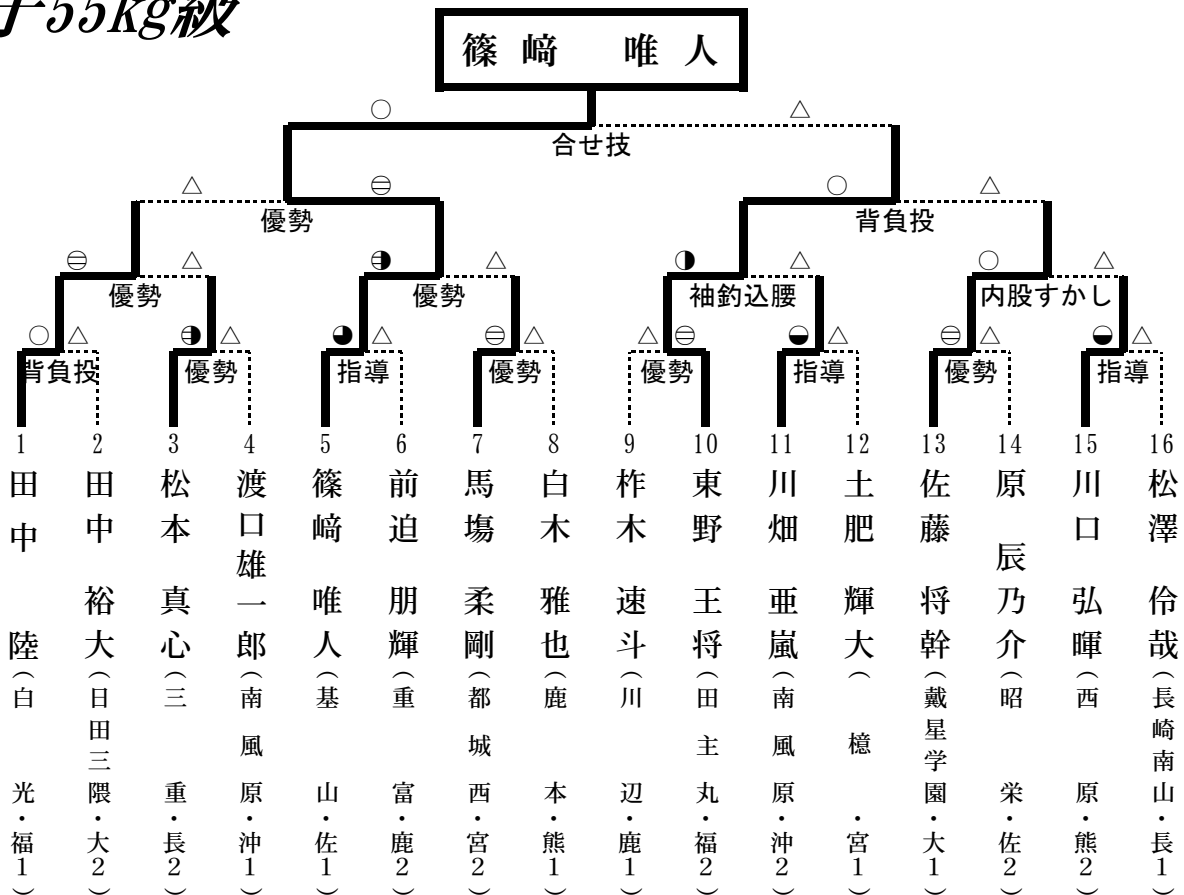 子55kg級
篠﨑 唯人
○ △
合せ技
△ ⊖ ○ △
優勢 背負投
⊖ △ △ ◑ △ ○ △
優勢 優勢 袖釣込腰 内股すかし
○ △ △ ◕ △ ⊖ △ △ ⊖ ◒ △ ⊖ △ ◒ △
背負投 優勢 指導 優勢 優勢 指導 優勢 指導
1 2 3 4 5 6 7 8 9 10 11 12 13 14 15 16
田中 陸(白光・福1)
田中 裕大(日田三隈・大2)
松本 真心(三重・長2)
渡口雄一郎(南風原・沖1)
篠﨑 唯人(基山・佐1)
前迫 朋輝(重富・鹿2)
馬場 柔剛(都城西・宮2)
白木 雅也(鹿本・熊1)
柞木 速斗(川辺・鹿1)
東野 王将(田主丸・福2)
川畑 亜嵐(南風原・沖2)
土肥 輝大(檍・宮1)
佐藤 将幹(戴星学園・大1)
原 辰乃介(昭栄・佐2)
川口 弘暉(西原・熊2)
松澤 伶哉(長崎南山・長1)